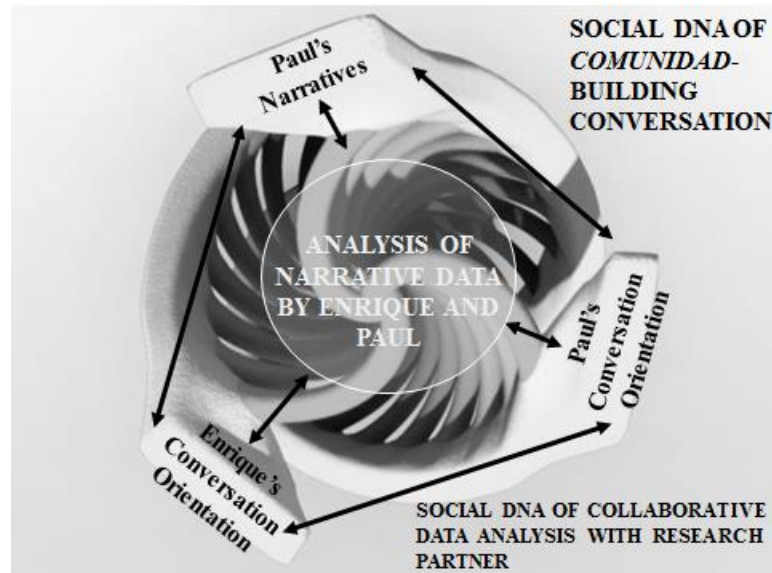 SOCIAL DNA OF
COMUNIDAD-
BUILDING
CONVERSATION
Paul's
Narratives
ANALYSIS OF
NARRATIVE DATA
BY ENRIQUE AND
PAUL
Paul's
Conversation
Orientation
Enrique's
Conversation
Orientation
SOCIAL DNA OF COLLABORATIVE
DATA ANALYSIS WITH RESEARCH
PARTNER